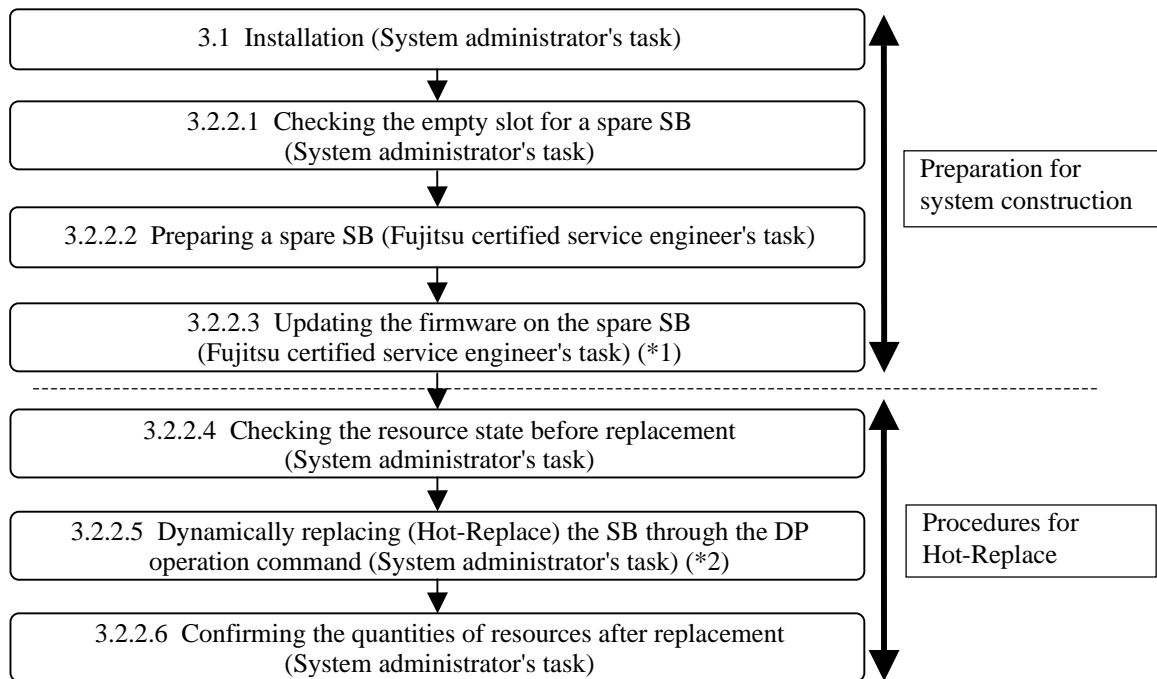 3.1 Installation (System administrator's task)
3.2.2.1 Checking the empty slot for a spare SB
(System administrator's task)
Preparation for
system construction
3.2.2.2 Preparing a spare SB (Fujitsu certified service engineer's task)
3.2.2.3 Updating the firmware on the spare SB
(Fujitsu certified service engineer's task) (*1)
3.2.2.4 Checking the resource state before replacement
(System administrator's task)
3.2.2.5 Dynamically replacing (Hot-Replace) the SB through the DP
operation command (System administrator's task) (*2)
Procedures for
Hot-Replace
3.2.2.6 Confirming the quantities of resources after replacement
(System administrator's task)